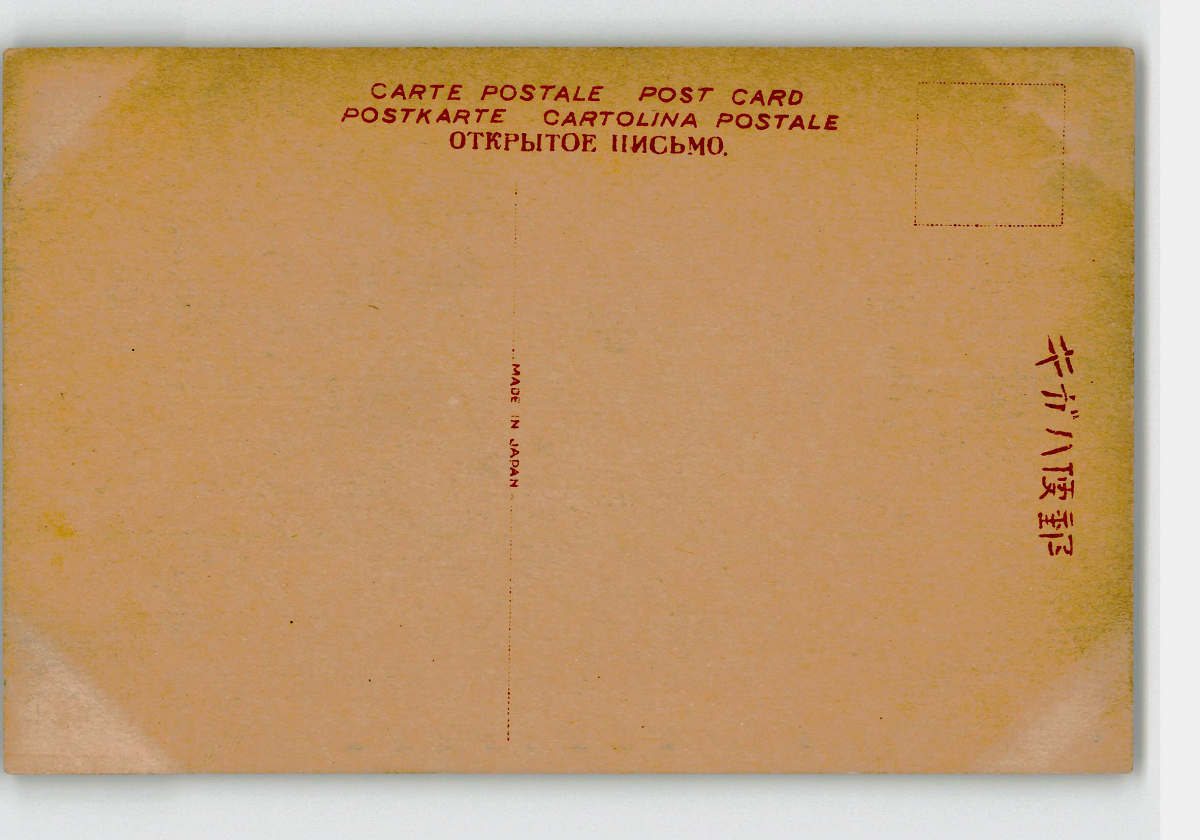 CARTE POSTALE POST CARD
POSTKARTE CARTOLINA POSTALE
ОТКРЫТОЕ ПИСЬМО.
MADE IN JAPAN
郵便ハガキ